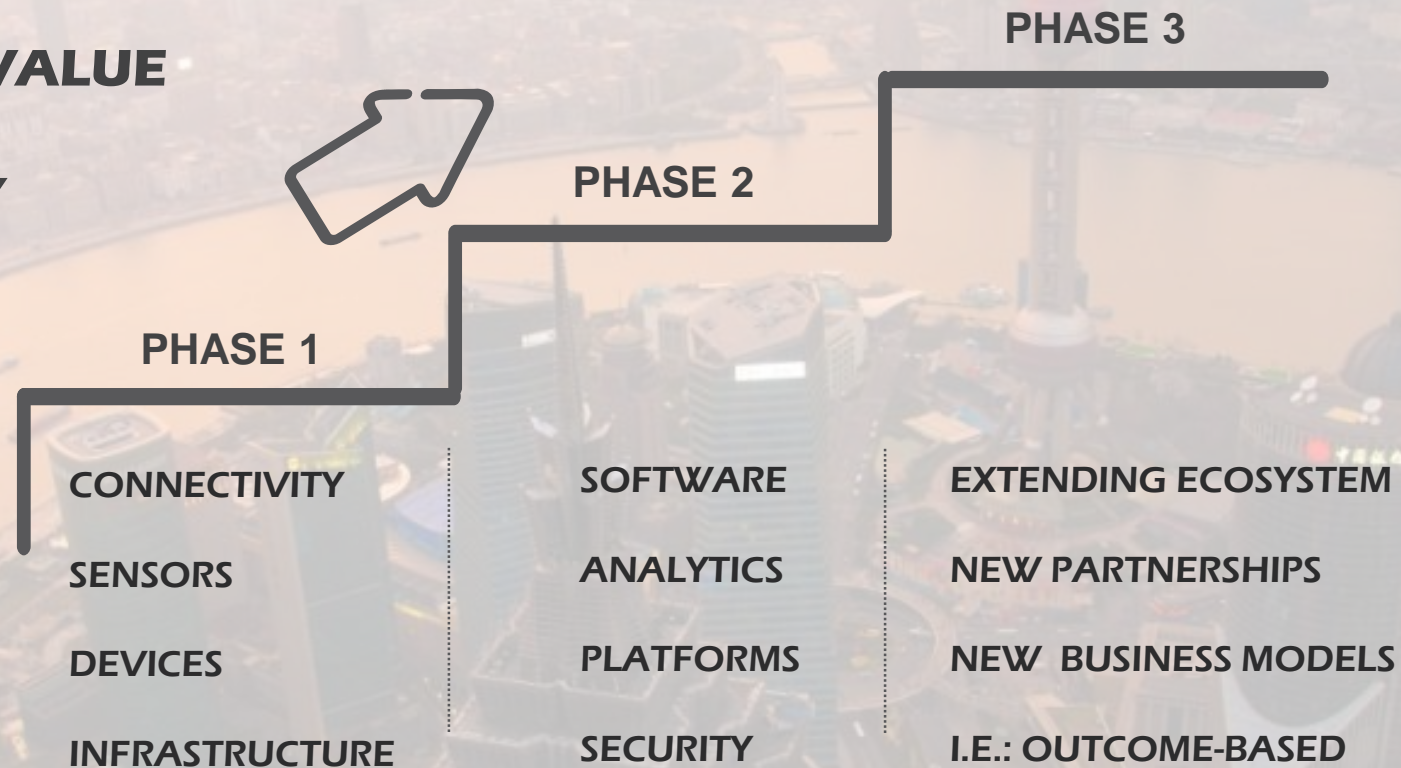 VALUE
Y
PHASE 3
PHASE 2
PHASE 1
CONNECTIVITY
SENSORS
DEVICES
INFRASTRUCTURE
SOFTWARE
ANALYTICS
PLATFORMS
SECURITY
EXTENDING ECOSYSTEM
NEW PARTNERSHIPS
NEW BUSINESS MODELS
I.E.: OUTCOME-BASED